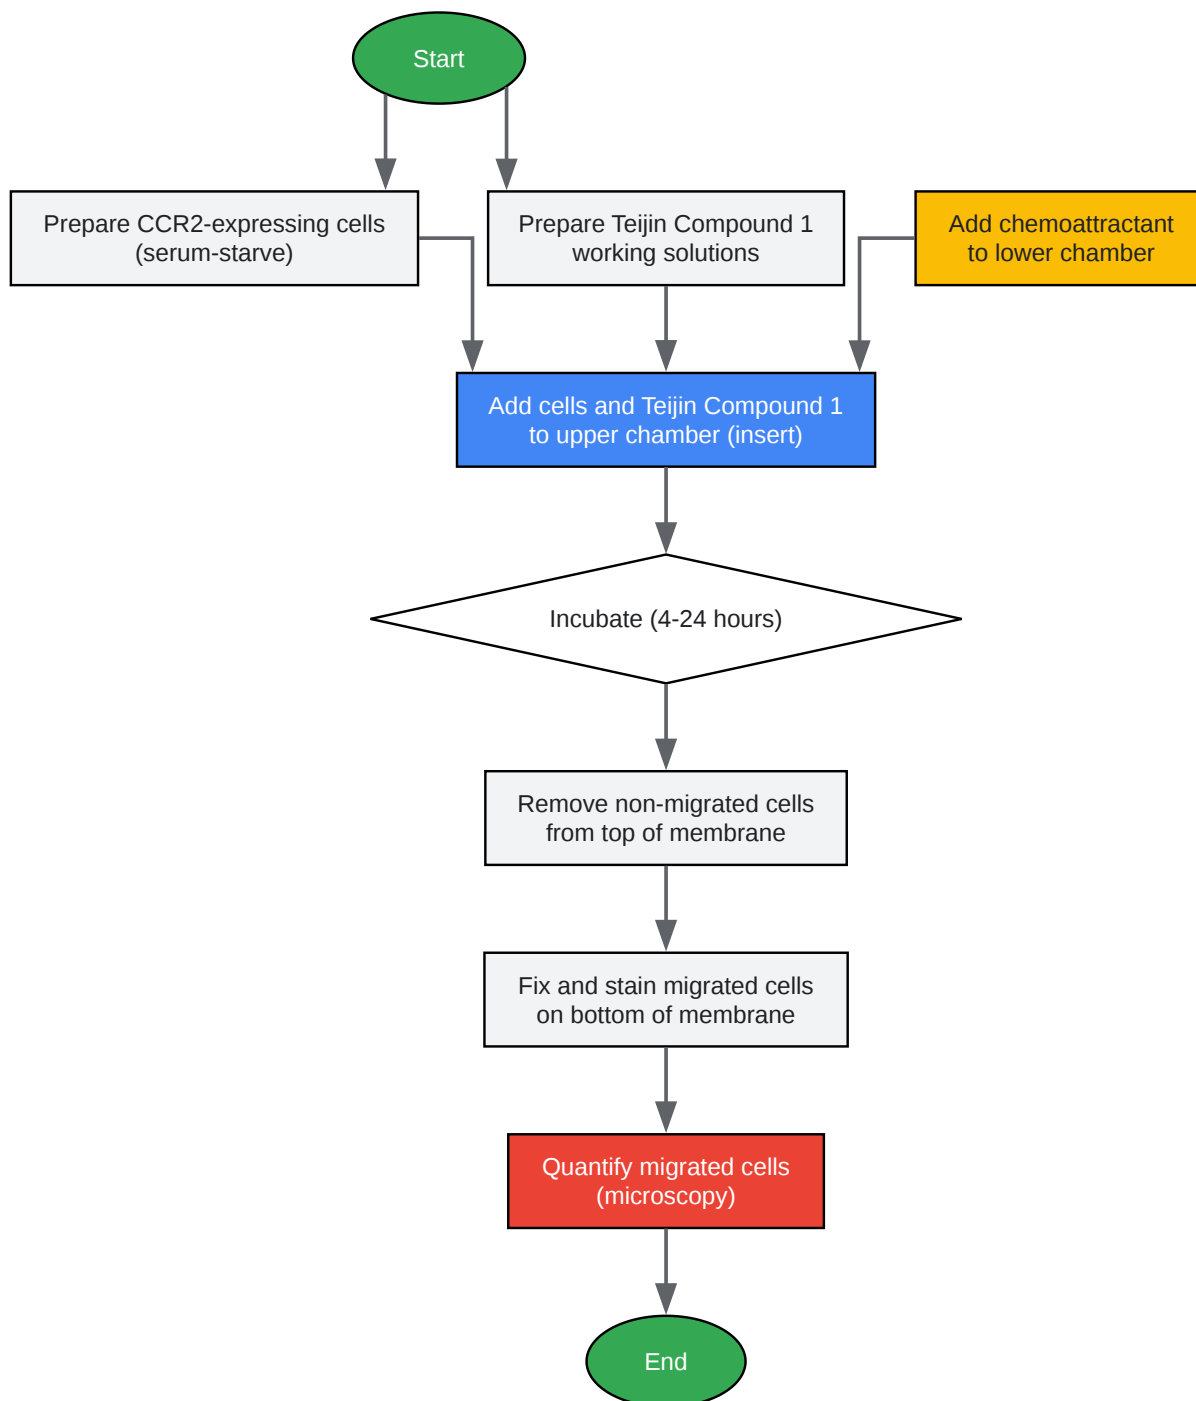 Start
Prepare CCR2-expressing cells
(serum-starve)
Prepare Teijin Compound 1
working solutions
Add chemoattractant
to lower chamber
Add cells and Teijin Compound 1
to upper chamber (insert)
Incubate (4-24 hours)
Remove non-migrated cells
from top of membrane
Fix and stain migrated cells
on bottom of membrane
Quantify migrated cells
(microscopy)
End